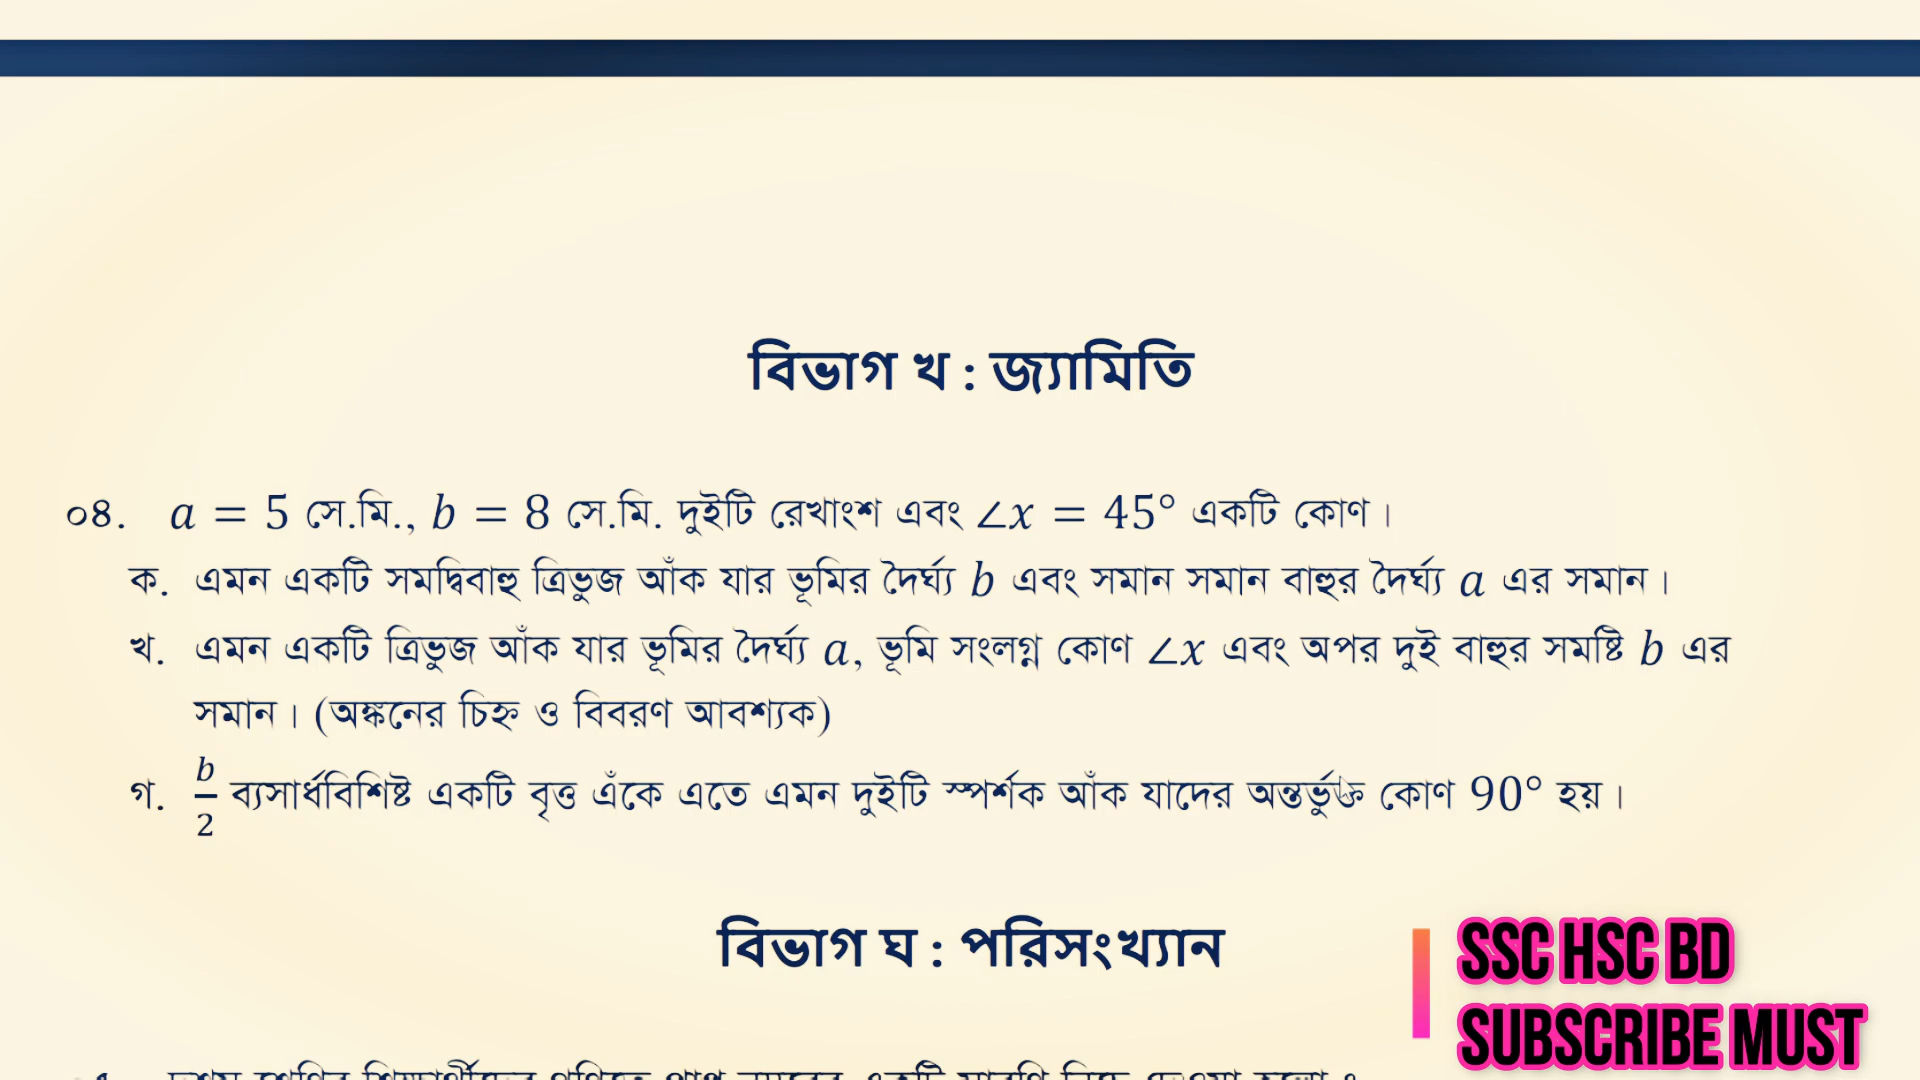 বিভাগ খ : জ্যামিতি
০৪. a = 5 সে.মি., b = 8 সে.মি. দুইটি রেখাংশ এবং ∠x = 45° একটি কোণ।
ক. এমন একটি সমদ্বিবাহু ত্রিভুজ আঁক যার ভূমির দৈর্ঘ্য b এবং সমান সমান বাহুর দৈর্ঘ্য a এর সমান।
খ. এমন একটি ত্রিভুজ আঁক যার ভূমির দৈর্ঘ্য a, ভূমি সংলগ্ন কোণ ∠x এবং অপর দুই বাহুর সমষ্টি b এর
সমান। (অঙ্কনের চিহ্ন ও বিবরণ আবশ্যক)
গ. b/2 ব্যসার্ধবিশিষ্ট একটি বৃত্ত এঁকে এতে এমন দুইটি স্পর্শক আঁক যাদের অন্তর্ভুক্ত কোণ 90° হয়।
বিভাগ ঘ : পরিসংখ্যান
SSC HSC BD
SUBSCRIBE MUST